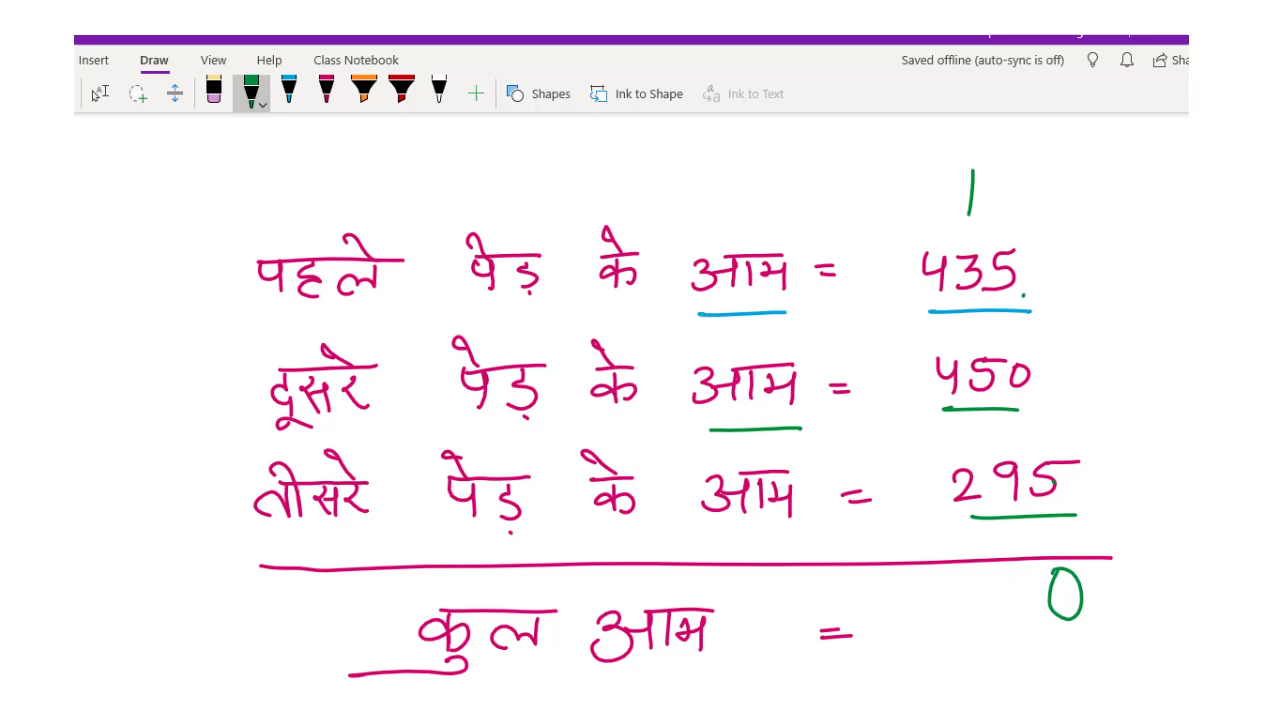 Insert Draw View Help Class Notebook Saved offline (auto-sync is off) Sha
Shapes Ink to Shape Ink to Text
1
पहले पेड़ के आम = 435
दूसरे पेड़ के आम = 450
तीसरे पेड़ के आम = 295
0
कुल आम =